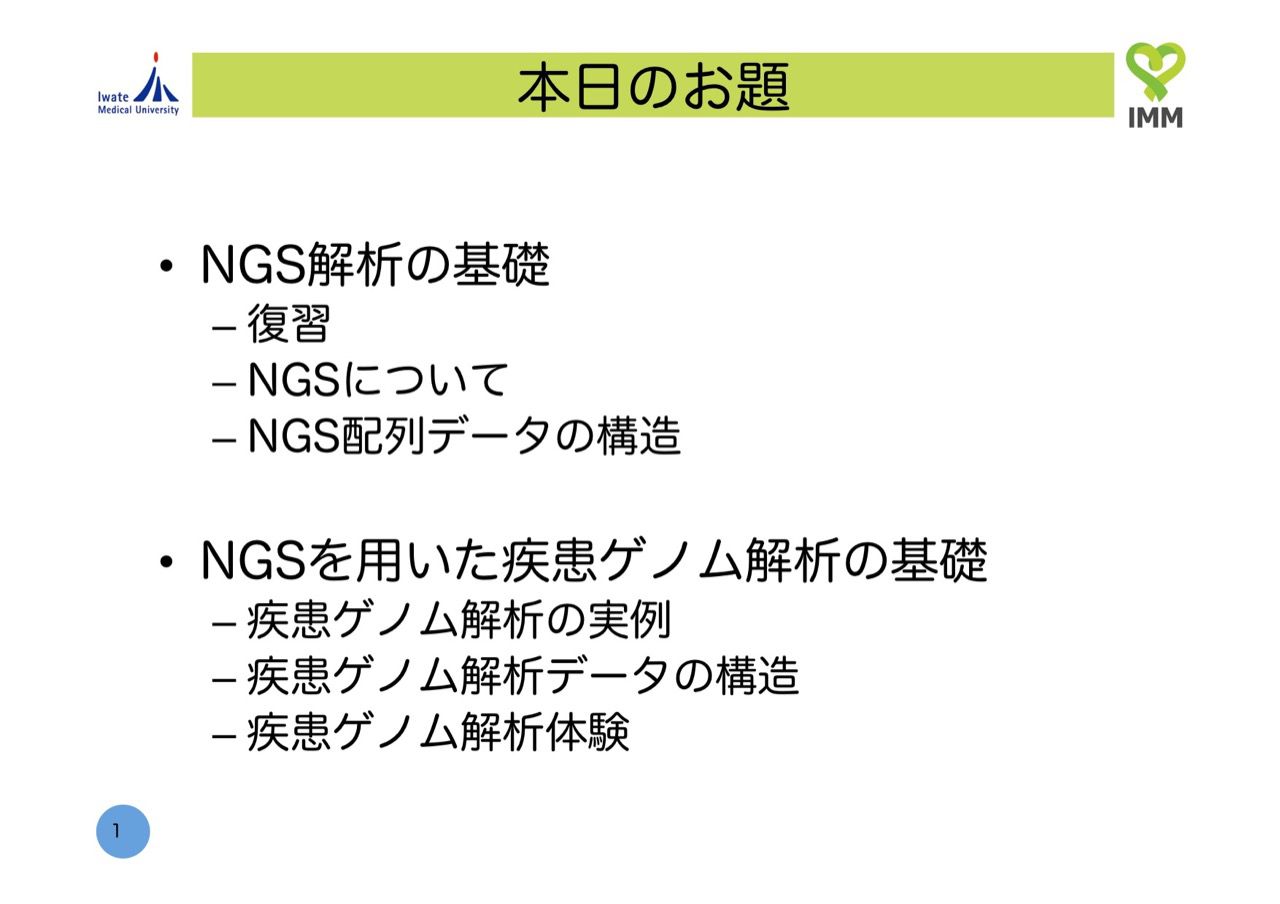 Iwate
Medical University
本日のお題
IMM
• NGS解析の基礎
– 復習
– NGSについて
– NGS配列データの構造
• NGSを用いた疾患ゲノム解析の基礎
– 疾患ゲノム解析の実例
– 疾患ゲノム解析データの構造
– 疾患ゲノム解析体験
1